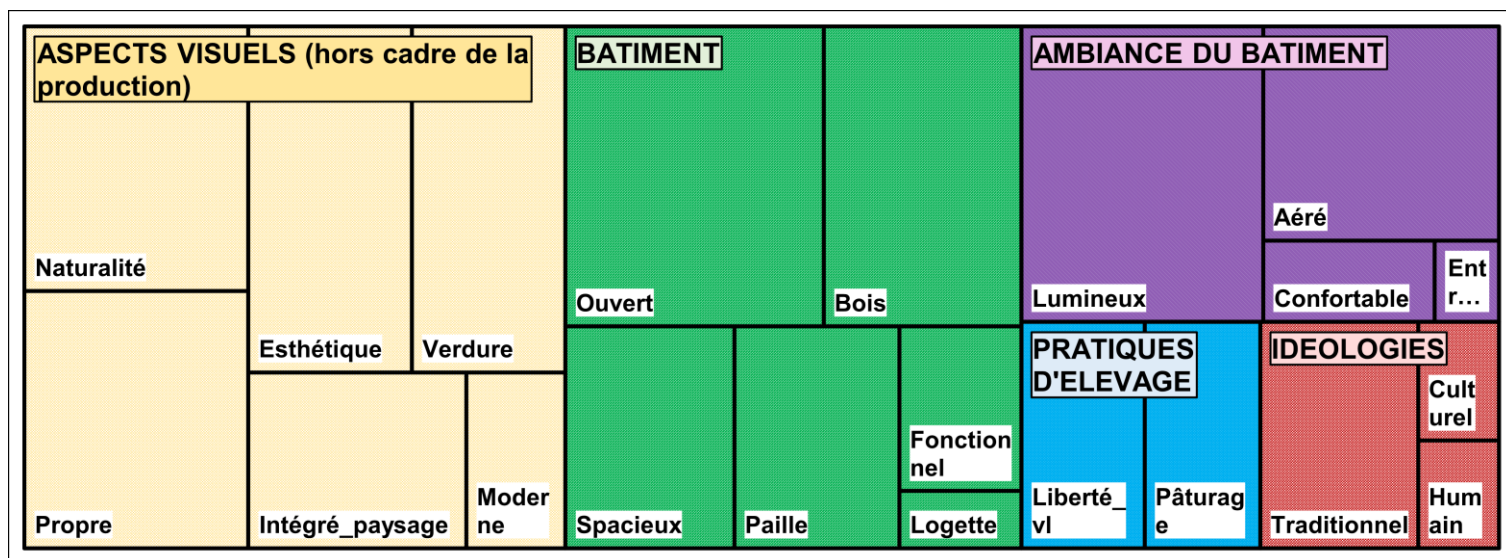 ASPECTS VISUELS (hors cadre de la
production)
Naturalité
Propre
Esthétique
Verdure
Intégré_paysage
Moder
ne
BATIMENT
Ouvert
Bois
Spacieux
Paille
Fonction
nel
Logette
AMBIANCE DU BATIMENT
Lumineux
Aéré
Confortable
Ent
r…
PRATIQUES
D'ELEVAGE
Liberté_
vl
Pâturag
e
IDEOLOGIES
Traditionnel
Cult
urel
Hum
ain